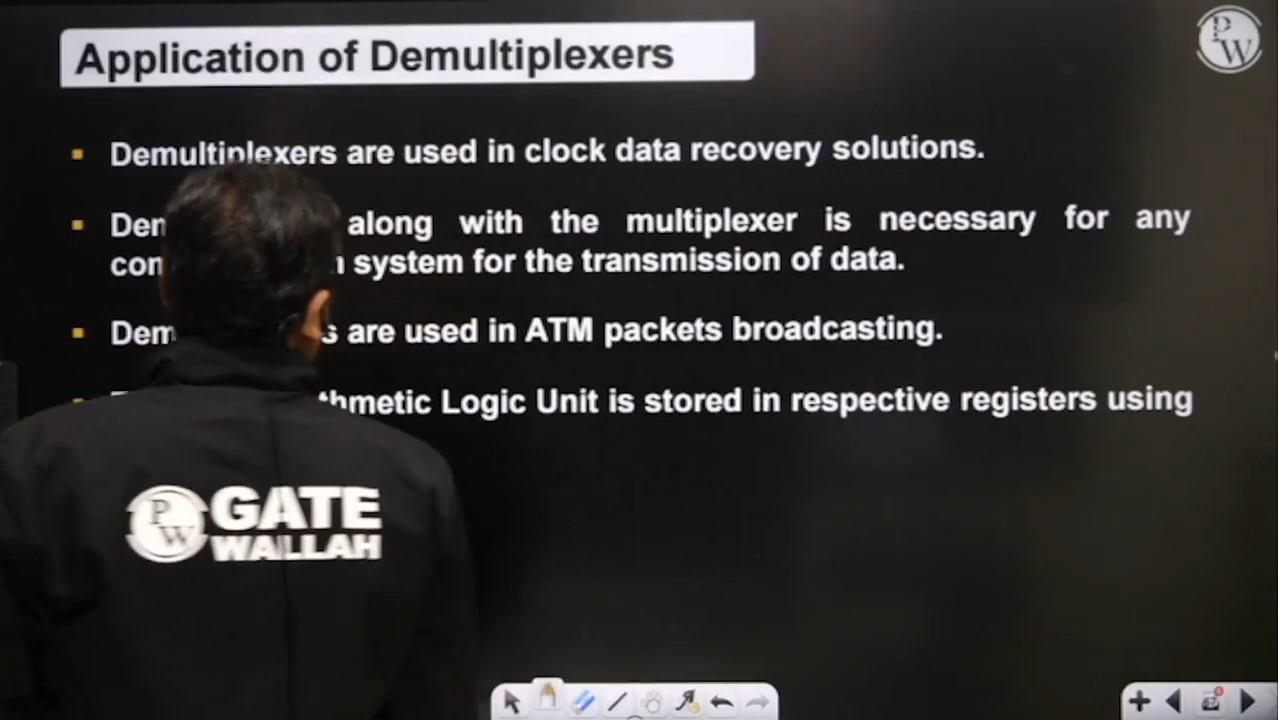 Application of Demultiplexers
P
W
Demultiplexers are used in clock data recovery solutions.
along with the multiplexer is necessary for any
system for the transmission of data.
are used in ATM packets broadcasting.
Logic Unit is stored in respective registers using
PW GATE
WALLAH